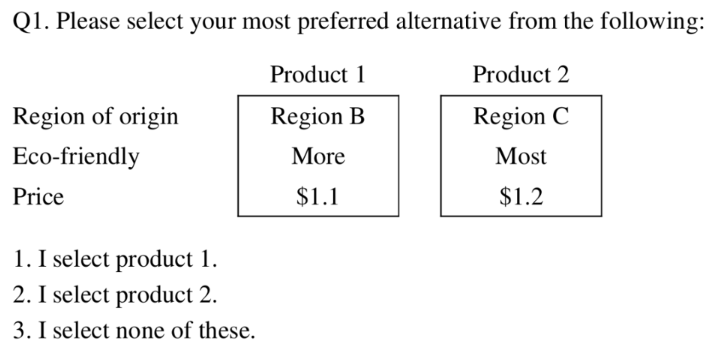 Q1. Please select your most preferred alternative from the following:
Product 1 Product 2
Region of origin Region B Region C
Eco-friendly More Most
Price $1.1 $1.2
1. I select product 1.
2. I select product 2.
3. I select none of these.